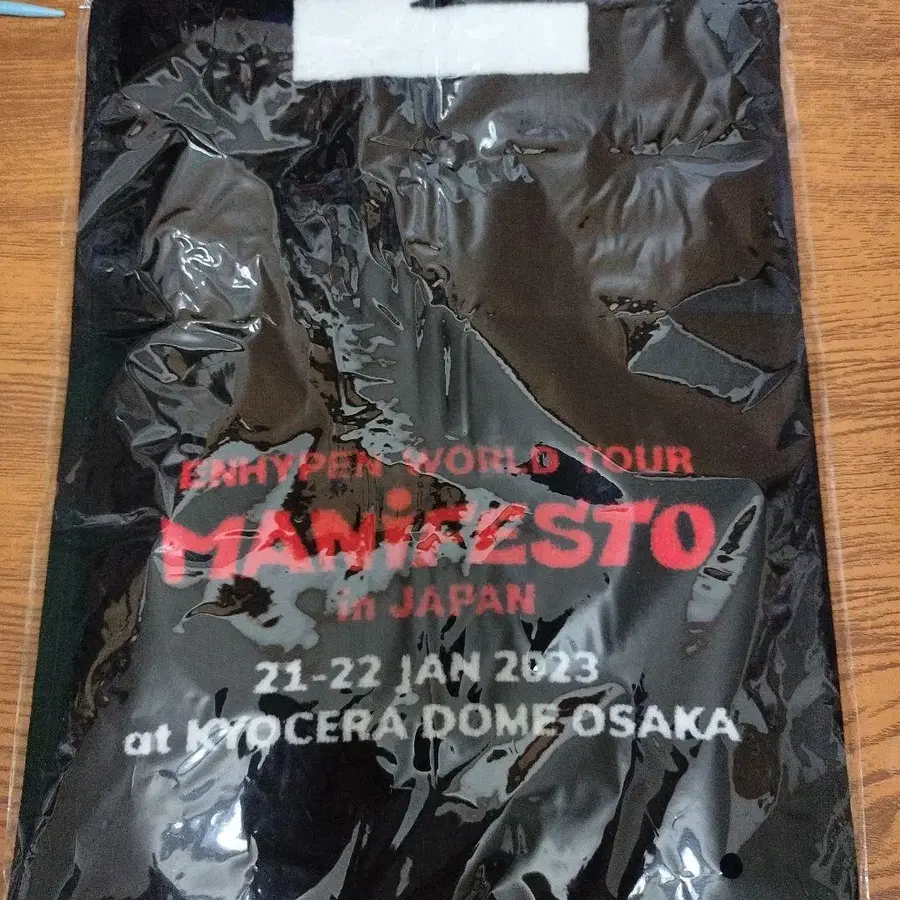 ENHYPEN WORLD TOUR
MANiFESTO
in JAPAN
21-22 JAN 2023
at KYOCERA DOME OSAKA